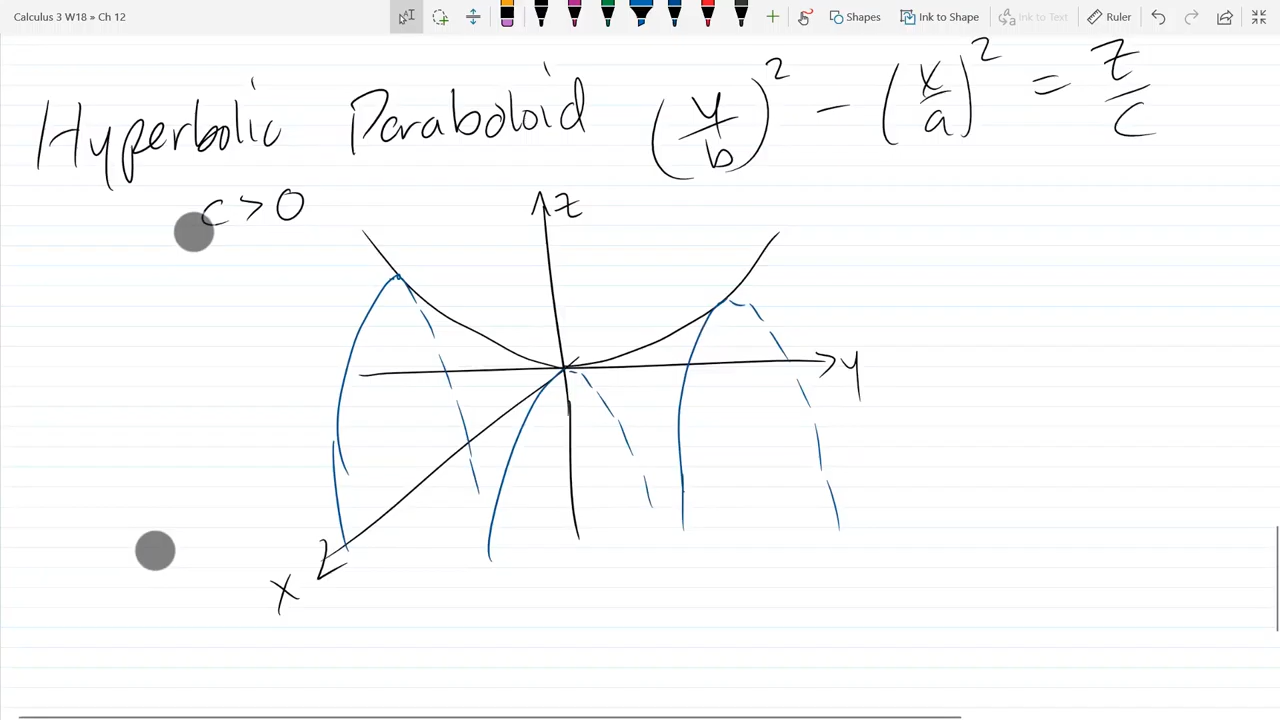 Calculus 3 W18 » Ch 12
Shapes Ink to Shape Ink to Text Ruler
Hyperbolic Paraboloid (y/b)² - (x/a)² = z/c
c > 0
z
y
x